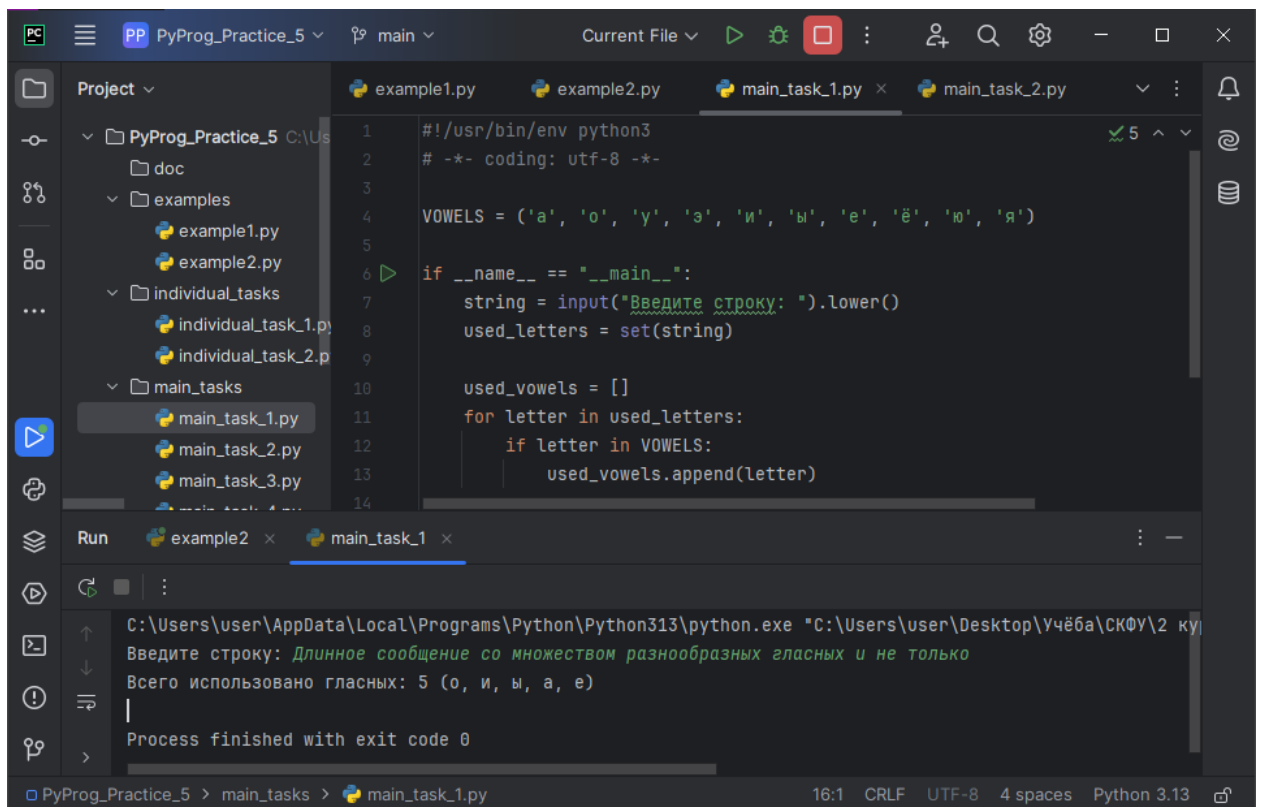 PC PP PyProg_Practice_5 main Current File
Project
example1.py example2.py main_task_1.py main_task_2.py
PyProg_Practice_5 C:\Us
doc
examples
example1.py
example2.py
individual_tasks
individual_task_1.py
individual_task_2.p
main_tasks
main_task_1.py
main_task_2.py
main_task_3.py
5
1 #!/usr/bin/env python3
2 # -*- coding: utf-8 -*-
3
4 VOWELS = ('а', 'о', 'у', 'э', 'и', 'ы', 'е', 'ё', 'ю', 'я')
5
6 if __name__ == "__main__":
7 string = input("Введите строку: ").lower()
8 used_letters = set(string)
9
10 used_vowels = []
11 for letter in used_letters:
12 if letter in VOWELS:
13 used_vowels.append(letter)
14
Run example2 main_task_1
C:\Users\user\AppData\Local\Programs\Python\Python313\python.exe "C:\Users\user\Desktop\Учёба\СКФУ\2 ку
Введите строку: Длинное сообщение со множеством разнообразных гласных и не только
Всего использовано гласных: 5 (о, и, ы, а, е)
Process finished with exit code 0
PyProg_Practice_5 > main_tasks > main_task_1.py 16:1 CRLF UTF-8 4 spaces Python 3.13